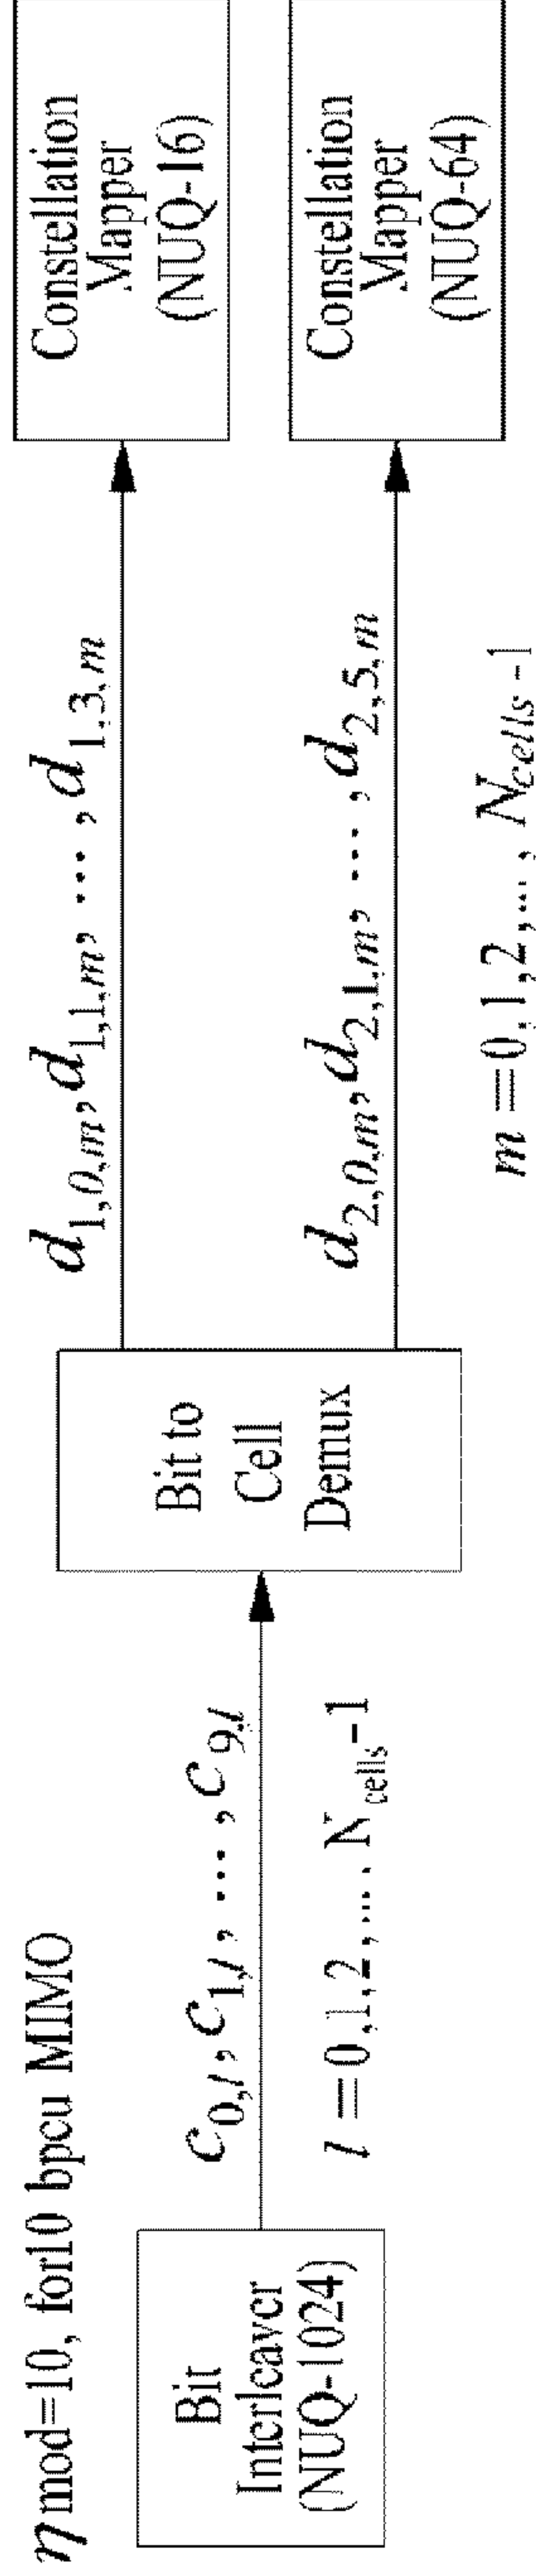 η mod=10, for10 bpcu MIMO
Bit
Interleaver
(NUQ-1024)
c0,l, c1,l, ⋯, c9,l
l =0,1,2,... N cells-1
Bit to
Cell
Demux
d1,0,m, d1,1,m, ⋯, d1,3,m
d2,0,m, d2,1,m, ⋯, d2,5,m
m =0,1,2,..., Ncells -1
Constellation
Mapper
(NUQ-16)
Constellation
Mapper
(NUQ-64)